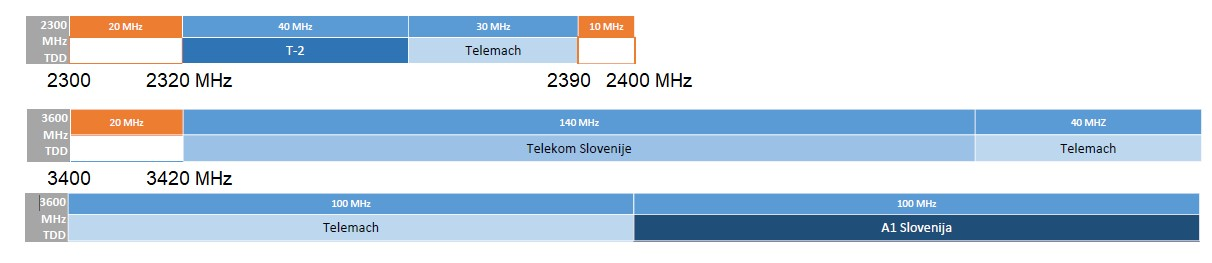 2300 MHz TDD
20 MHz 40 MHz 30 MHz 10 MHz
T-2 Telemach
2300 2320 MHz 2390 2400 MHz
3600 MHz TDD
20 MHz 140 MHz 40 MHZ
Telekom Slovenije Telemach
3400 3420 MHz
3600 MHz TDD
100 MHz 100 MHz
Telemach A1 Slovenija